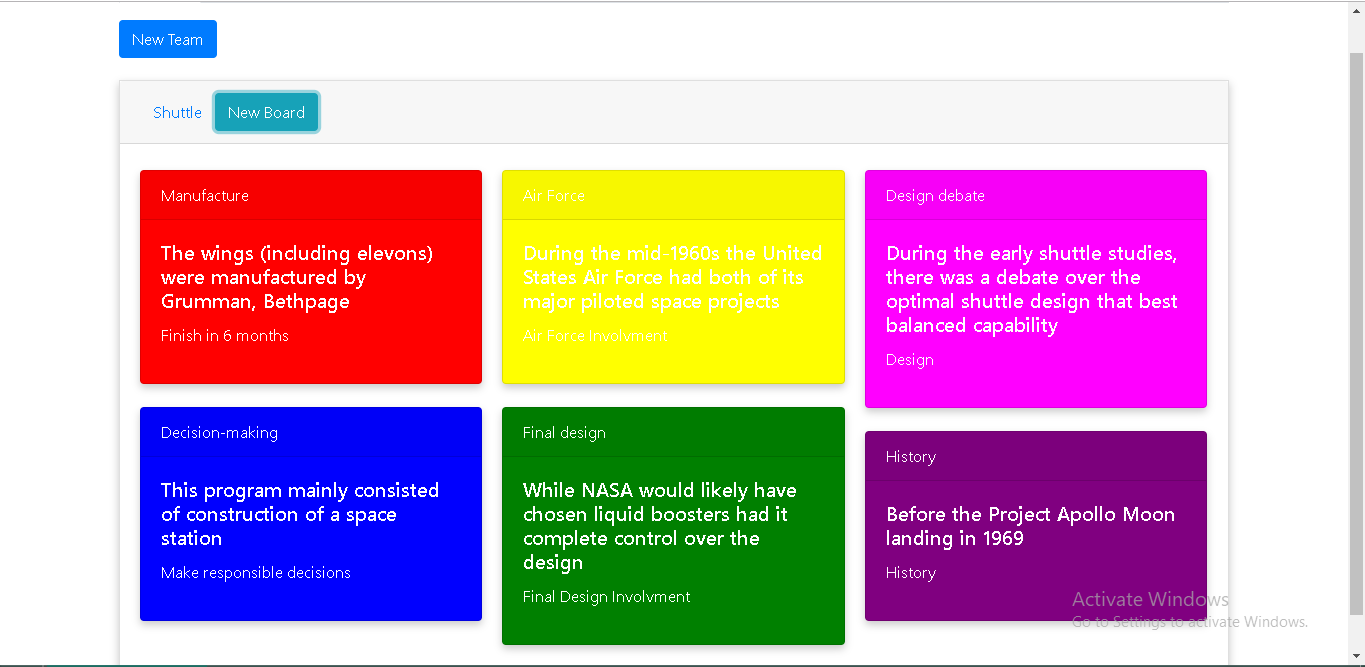 New Team
Shuttle
New Board
Manufacture
The wings (including elevons)
were manufactured by
Grumman, Bethpage
Finish in 6 months
Air Force
During the mid-1960s the United
States Air Force had both of its
major piloted space projects
Air Force Involvment
Design debate
During the early shuttle studies,
there was a debate over the
optimal shuttle design that best
balanced capability
Design
Decision-making
This program mainly consisted
of construction of a space
station
Make responsible decisions
Final design
While NASA would likely have
chosen liquid boosters had it
complete control over the
design
Final Design Involvment
History
Before the Project Apollo Moon
landing in 1969
History
Activate Windows
Go to Settings to activate Windows.